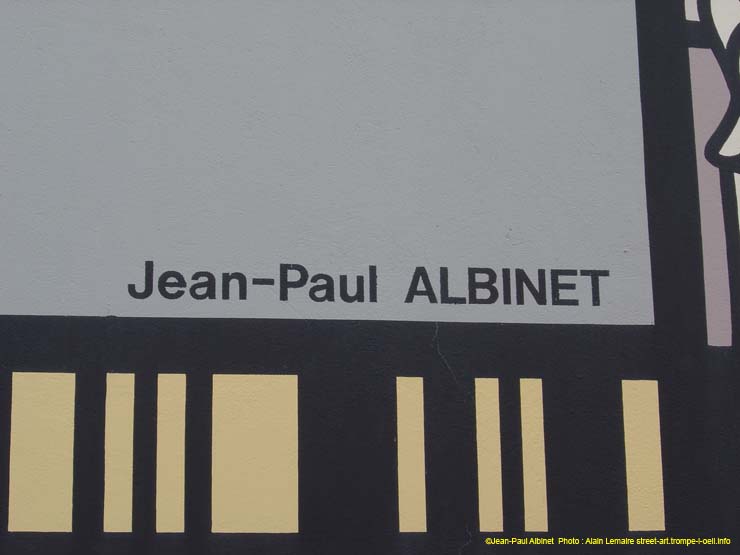 Jean-Paul ALBINET
©Jean-Paul Albinet Photo : Alain Lemaire street-art.trompe-l-oeil.info